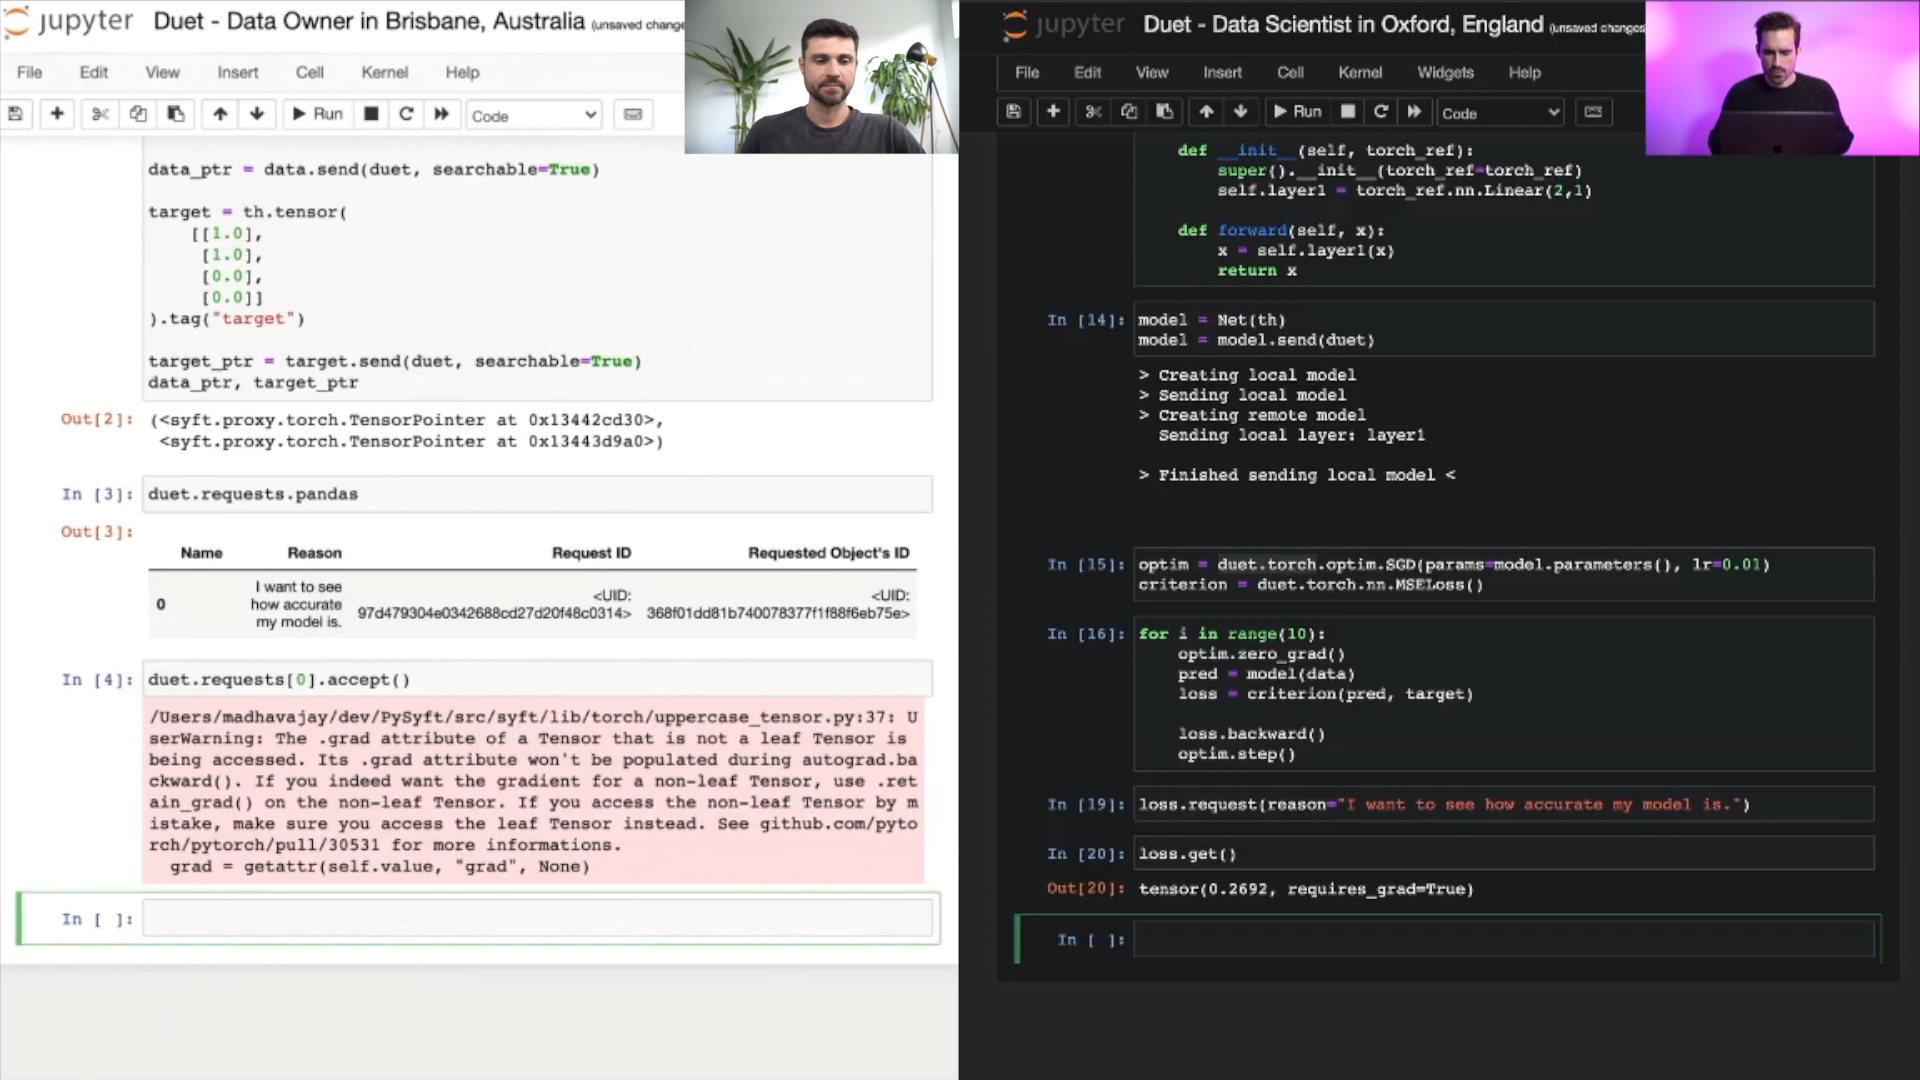 jupyter Duet - Data Owner in Brisbane, Australia (unsaved change
File Edit View Insert Cell Kernel Help
Run Code
data_ptr = data.send(duet, searchable=True)
target = th.tensor(
[[1.0],
[1.0],
[0.0],
[0.0]]
).tag("target")
target_ptr = target.send(duet, searchable=True)
data_ptr, target_ptr
Out[2]: (<syft.proxy.torch.TensorPointer at 0x13442cd30>,
<syft.proxy.torch.TensorPointer at 0x13443d9a0>)
In [3]: duet.requests.pandas
Out[3]:
Name Reason Request ID Requested Object's ID
0 I want to see how accurate my model is. <UID: 97d479304e0342688cd27d20f48c0314> <UID: 368f01dd81b740078377f1f88f6eb75e>
In [4]: duet.requests[0].accept()
/Users/madhavajay/dev/PySyft/src/syft/lib/torch/uppercase_tensor.py:37: U
serWarning: The .grad attribute of a Tensor that is not a leaf Tensor is
being accessed. Its .grad attribute won't be populated during autograd.ba
ckward(). If you indeed want the gradient for a non-leaf Tensor, use .ret
ain_grad() on the non-leaf Tensor. If you access the non-leaf Tensor by m
istake, make sure you access the leaf Tensor instead. See github.com/pyto
rch/pytorch/pull/30531 for more informations.
grad = getattr(self.value, "grad", None)
In [ ]:
jupyter Duet - Data Scientist in Oxford, England (unsaved changes
File Edit View Insert Cell Kernel Widgets Help
Run Code
def __init__(self, torch_ref):
super().__init__(torch_ref=torch_ref)
self.layer1 = torch_ref.nn.Linear(2,1)
def forward(self, x):
x = self.layer1(x)
return x
In [14]: model = Net(th)
model = model.send(duet)
> Creating local model
> Sending local model
> Creating remote model
Sending local layer: layer1
> Finished sending local model <
In [15]: optim = duet.torch.optim.SGD(params=model.parameters(), lr=0.01)
criterion = duet.torch.nn.MSELoss()
In [16]: for i in range(10):
optim.zero_grad()
pred = model(data)
loss = criterion(pred, target)
loss.backward()
optim.step()
In [19]: loss.request(reason="I want to see how accurate my model is.")
In [20]: loss.get()
Out[20]: tensor(0.2692, requires_grad=True)
In [ ]: